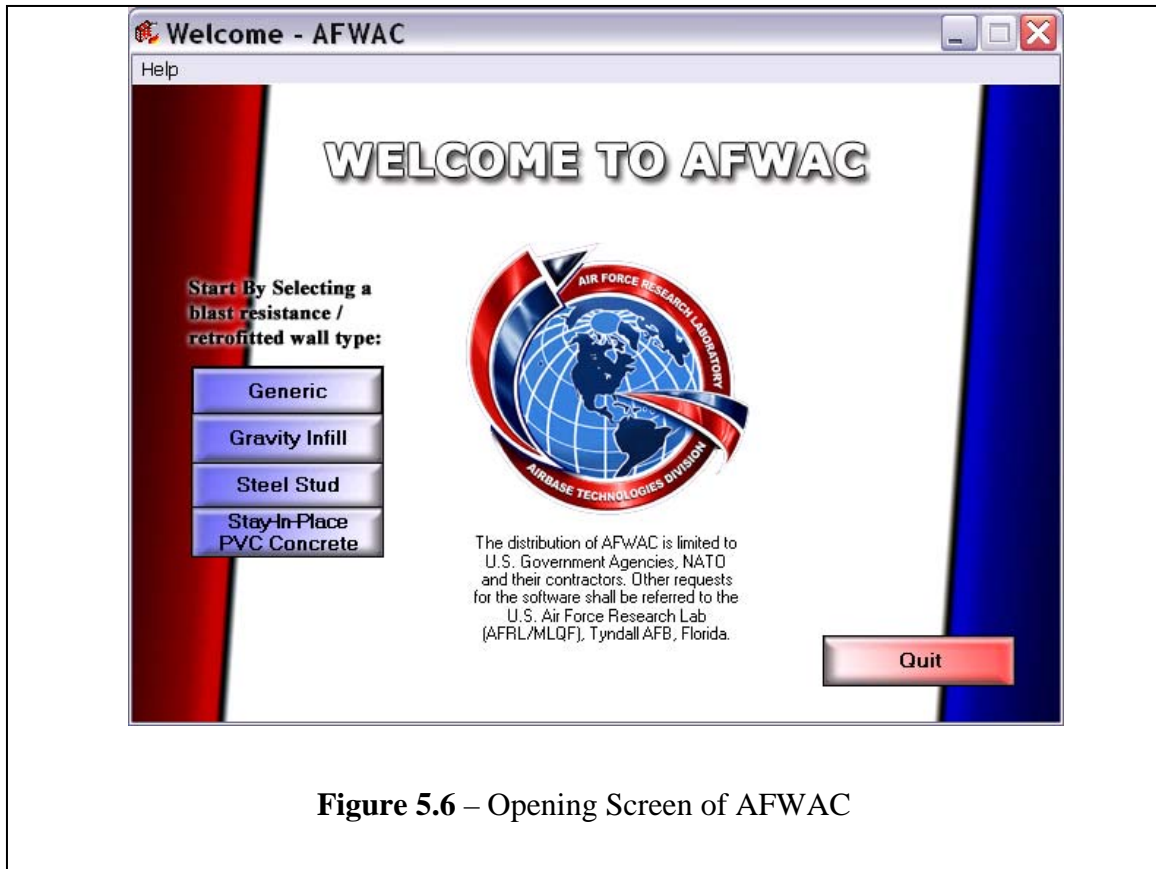 Welcome - AFWAC
Help
WELCOME TO AFWAC
Start By Selecting a
blast resistance /
retrofitted wall type:
Generic
Gravity Infill
Steel Stud
Stay-In-Place
PVC Concrete
AIR FORCE RESEARCH LABORATORY
AIRBASE TECHNOLOGIES DIVISION
The distribution of AFWAC is limited to
U.S. Government Agencies, NATO
and their contractors. Other requests
for the software shall be referred to the
U.S. Air Force Research Lab
(AFRL/MLQF), Tyndall AFB, Florida.
Quit
Figure 5.6 – Opening Screen of AFWAC